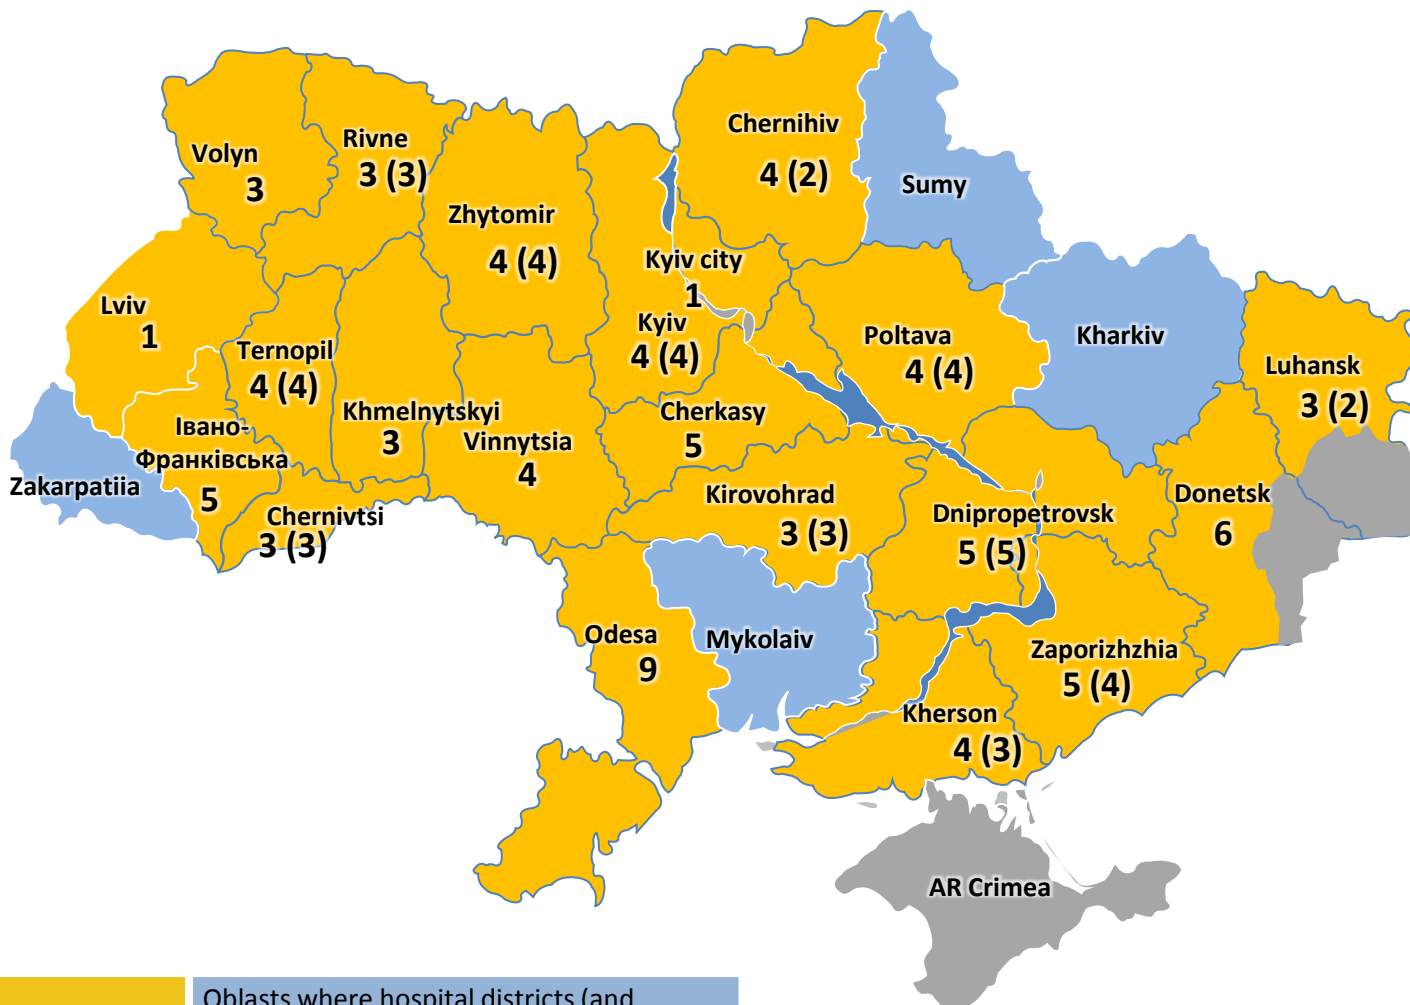 Chernihiv
4 (2)
Rivne
3 (3)
Volyn
3
Sumy
Zhytomir
4 (4)
Kyiv city
1
Lviv
1
Kyiv
4 (4)
Poltava
4 (4)
Kharkiv
Ternopil
4 (4)
Luhansk
3 (2)
Khmelnytskyi
3
Cherkasy
5
Івано-
Франківська
5
Vinnytsia
4
Zakarpatiia
Kirovohrad
3 (3)
Donetsk
6
Chernivtsi
3 (3)
Dnipropetrovsk
5 (5)
Odesa
9
Mykolaiv
Zaporizhzhia
5 (4)
Kherson
4 (3)
AR Crimea
Oblasts where hospital districts (and